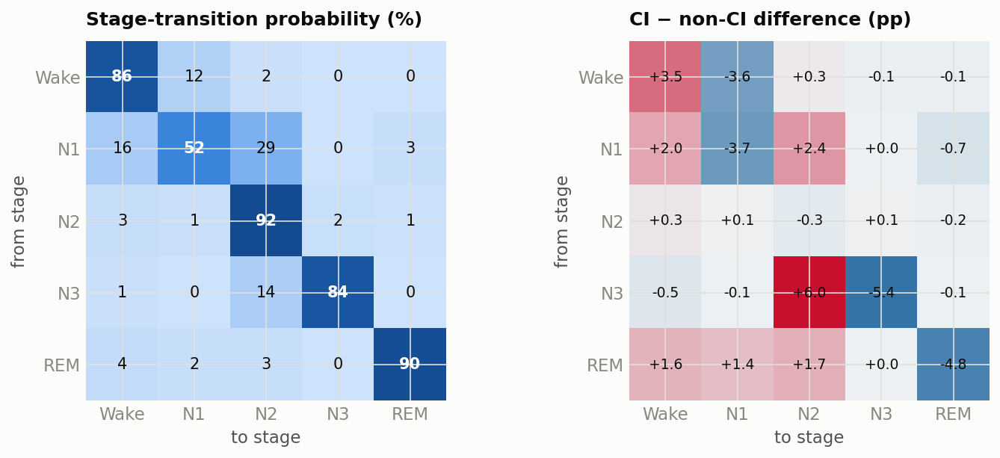 Stage-transition probability (%)
from stage
Wake 86 12 2 0 0
N1 16 52 29 0 3
N2 3 1 92 2 1
N3 1 0 14 84 0
REM 4 2 3 0 90
Wake N1 N2 N3 REM
to stage
CI − non-CI difference (pp)
from stage
Wake +3.5 -3.6 +0.3 -0.1 -0.1
N1 +2.0 -3.7 +2.4 +0.0 -0.7
N2 +0.3 +0.1 -0.3 +0.1 -0.2
N3 -0.5 -0.1 +6.0 -5.4 -0.1
REM +1.6 +1.4 +1.7 +0.0 -4.8
Wake N1 N2 N3 REM
to stage